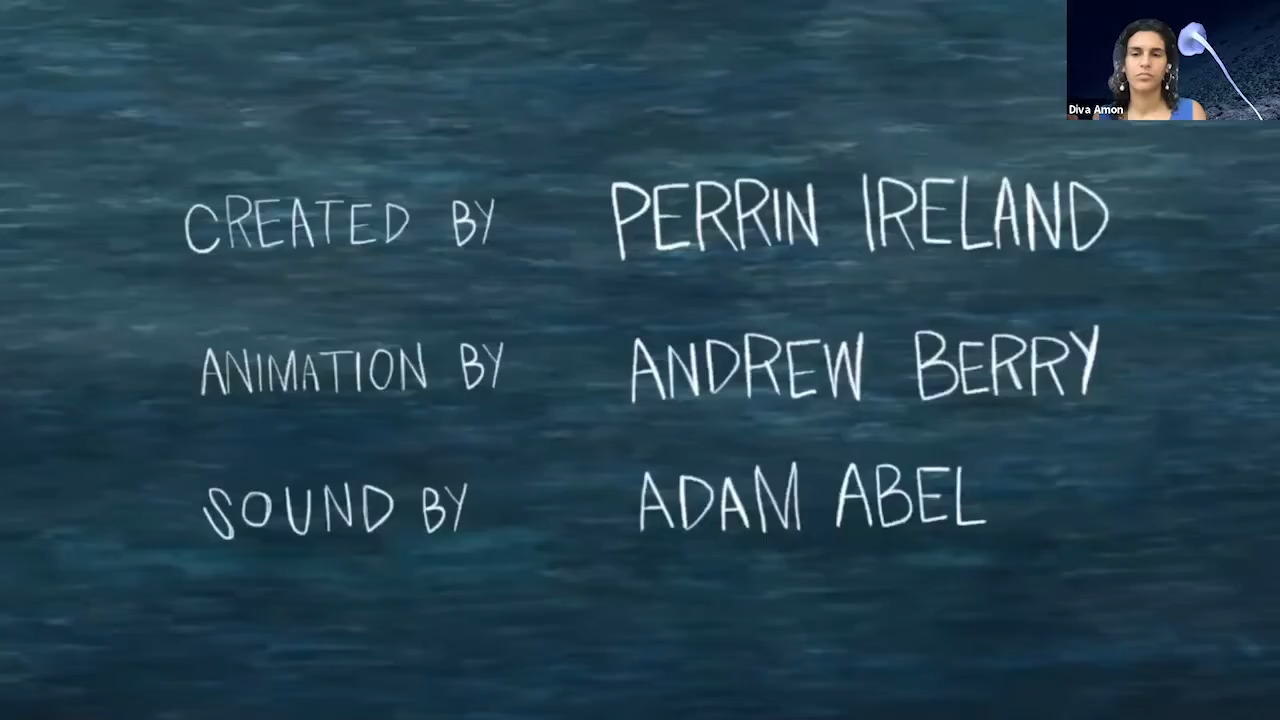 Diva Amon
CREATED BY PERRIN IRELAND
ANIMATION BY ANDREW BERRY
SOUND BY ADAM ABEL